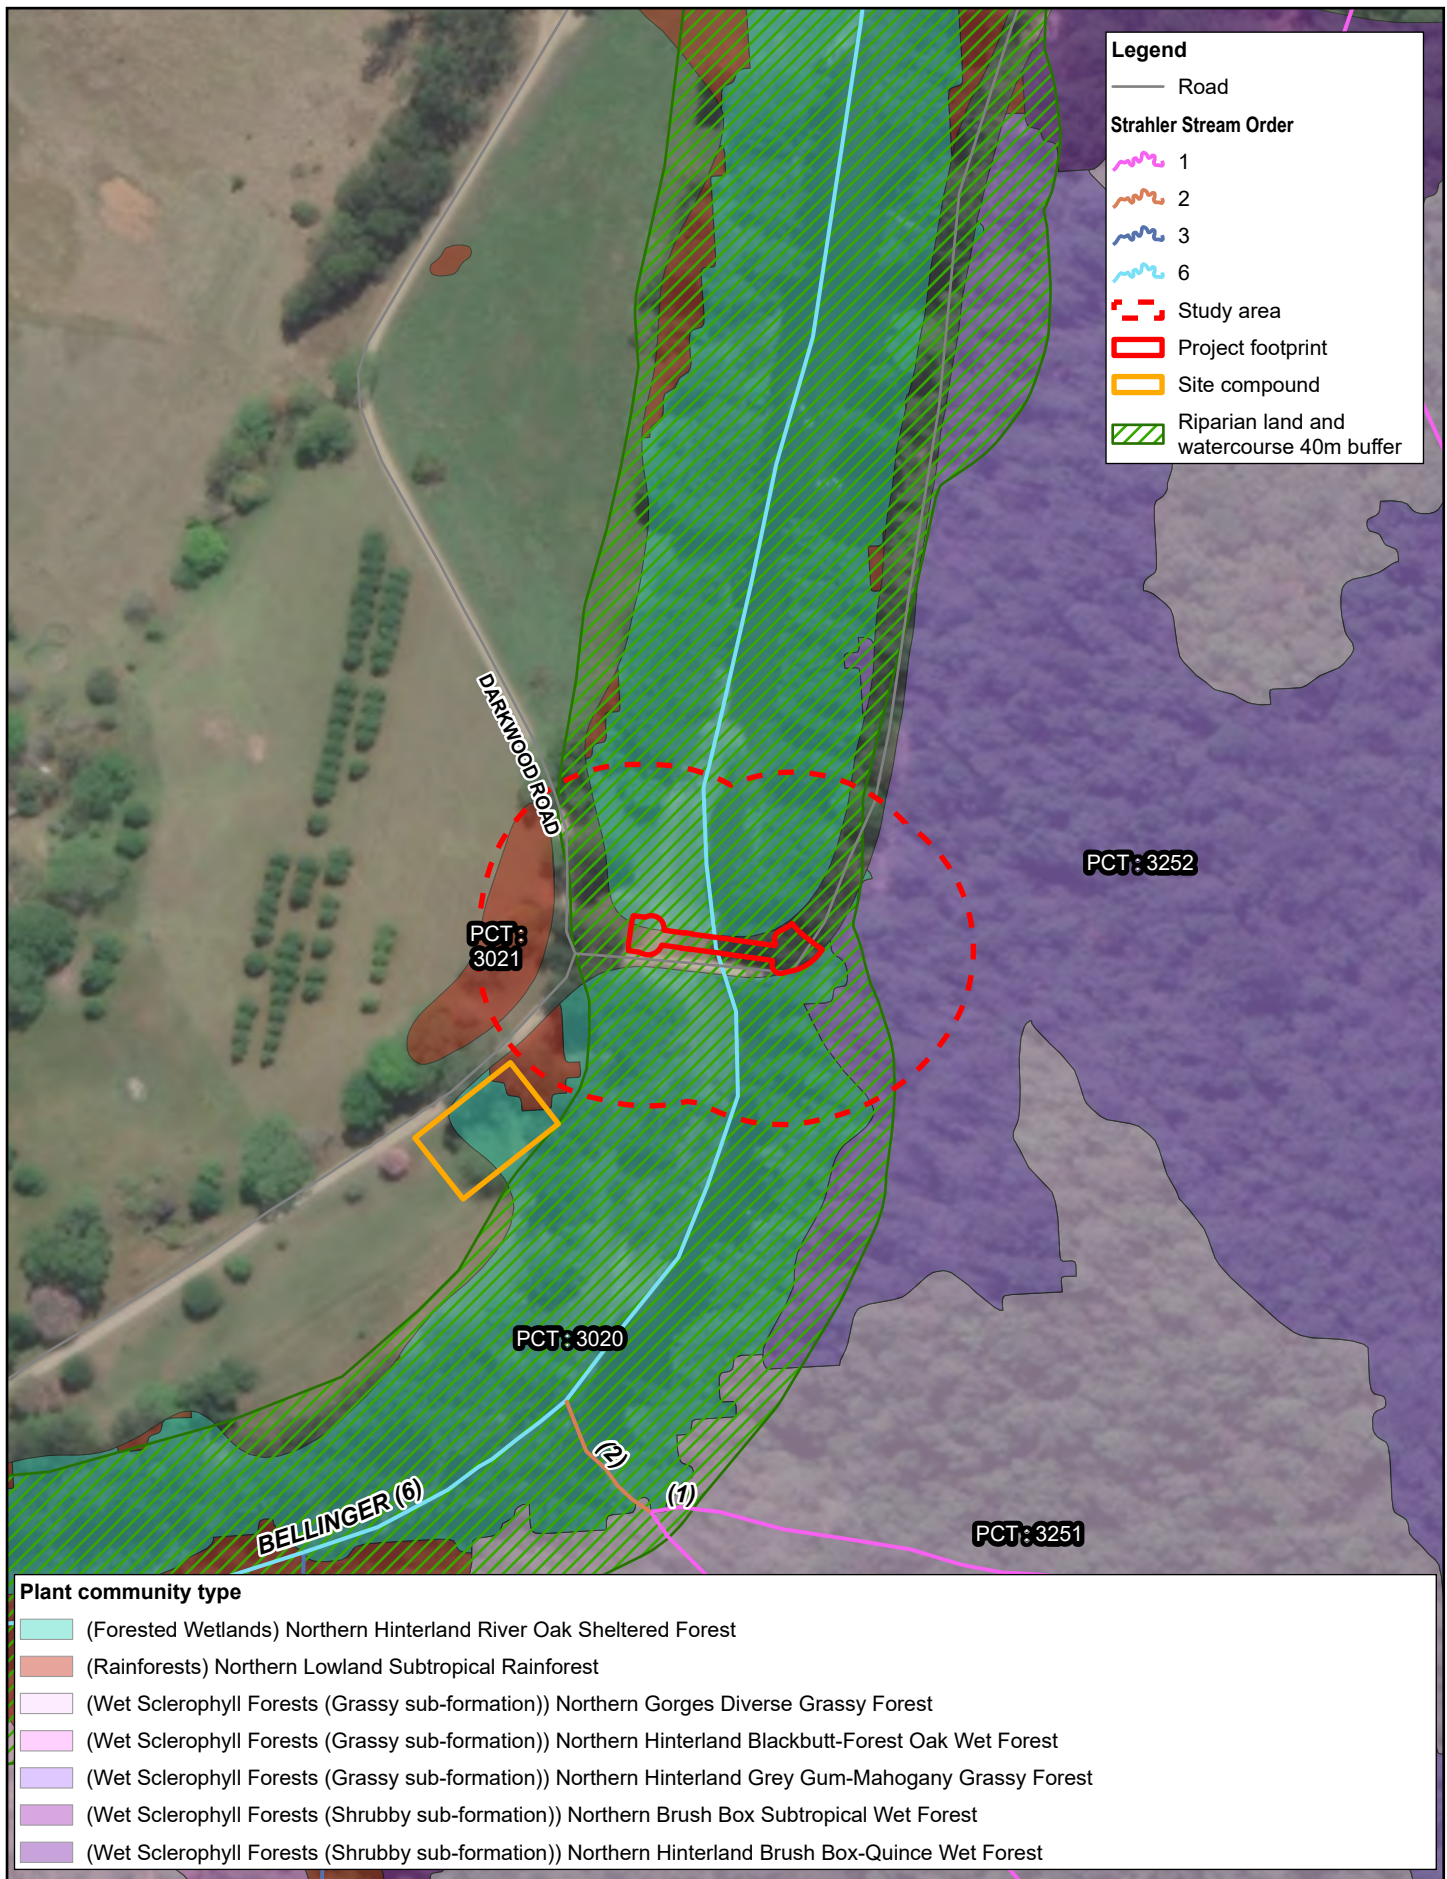 Legend
Road
Strahler Stream Order
1
2
3
6
Study area
Project footprint
Site compound
Riparian land and
watercourse 40m buffer
DARKWOOD ROAD
PCT : 3252
PCT :
3021
PCT : 3020
(2)
(1)
BELLINGER (6)
PCT : 3251
Plant community type
(Forested Wetlands) Northern Hinterland River Oak Sheltered Forest
(Rainforests) Northern Lowland Subtropical Rainforest
(Wet Sclerophyll Forests (Grassy sub-formation)) Northern Gorges Diverse Grassy Forest
(Wet Sclerophyll Forests (Grassy sub-formation)) Northern Hinterland Blackbutt-Forest Oak Wet Forest
(Wet Sclerophyll Forests (Grassy sub-formation)) Northern Hinterland Grey Gum-Mahogany Grassy Forest
(Wet Sclerophyll Forests (Shrubby sub-formation)) Northern Brush Box Subtropical Wet Forest
(Wet Sclerophyll Forests (Shrubby sub-formation)) Northern Hinterland Brush Box-Quince Wet Forest